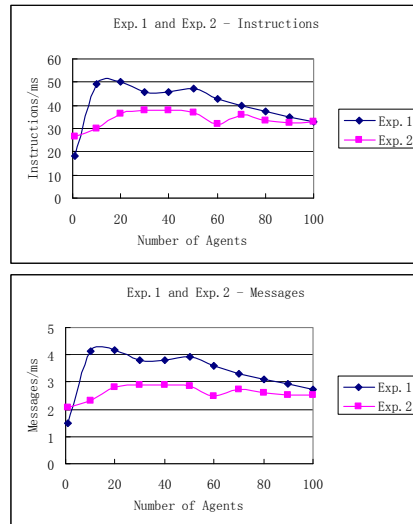 Exp.1 and Exp.2 - Instructions
60
50
40
30
20
10
0
Instructions/ms
0 20 40 60 80 100
Number of Agents
Exp.1
Exp.2
Exp.1 and Exp.2 - Messages
5
4
3
2
1
0
Messages/ms
0 20 40 60 80 100
Number of Agents
Exp.1
Exp.2